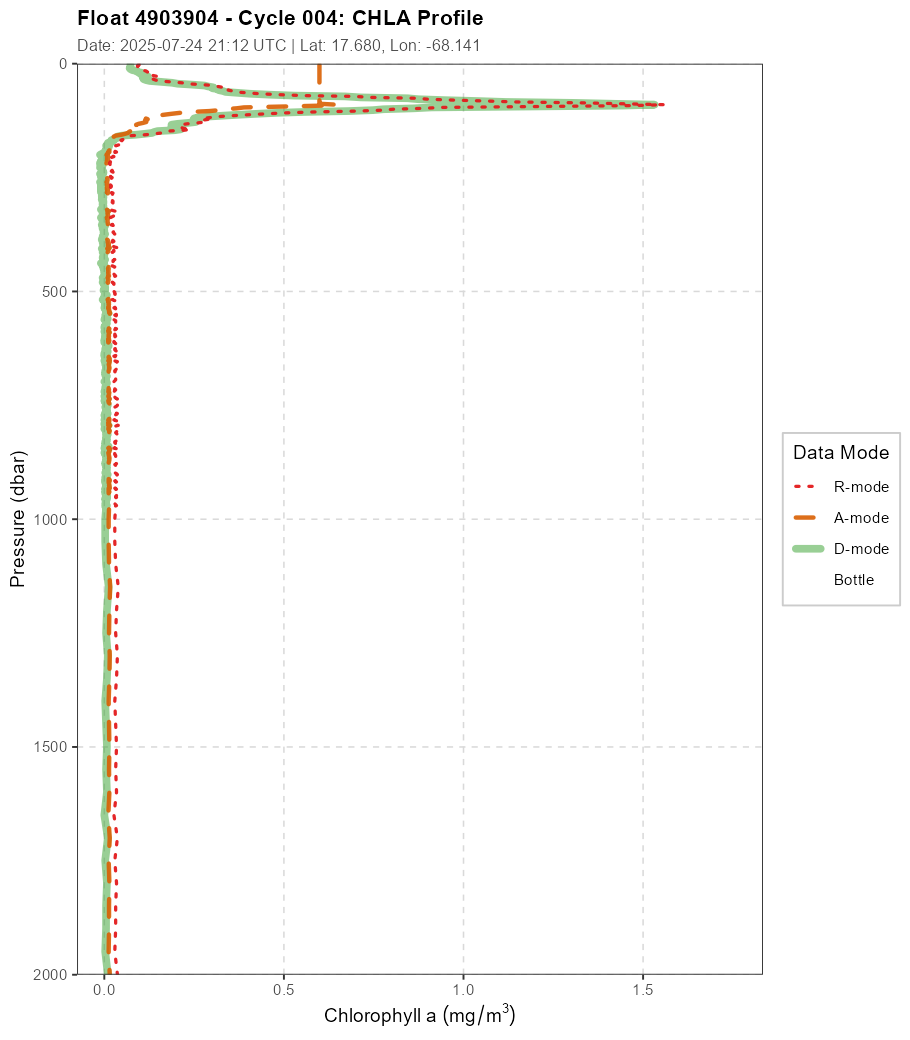 Float 4903904 - Cycle 004: CHLA Profile
Date: 2025-07-24 21:12 UTC | Lat: 17.680, Lon: -68.141
0
500
1000
1500
2000
Pressure (dbar)
0.0
0.5
1.0
1.5
Chlorophyll a (mg/m³)
Data Mode
R-mode
A-mode
D-mode
Bottle